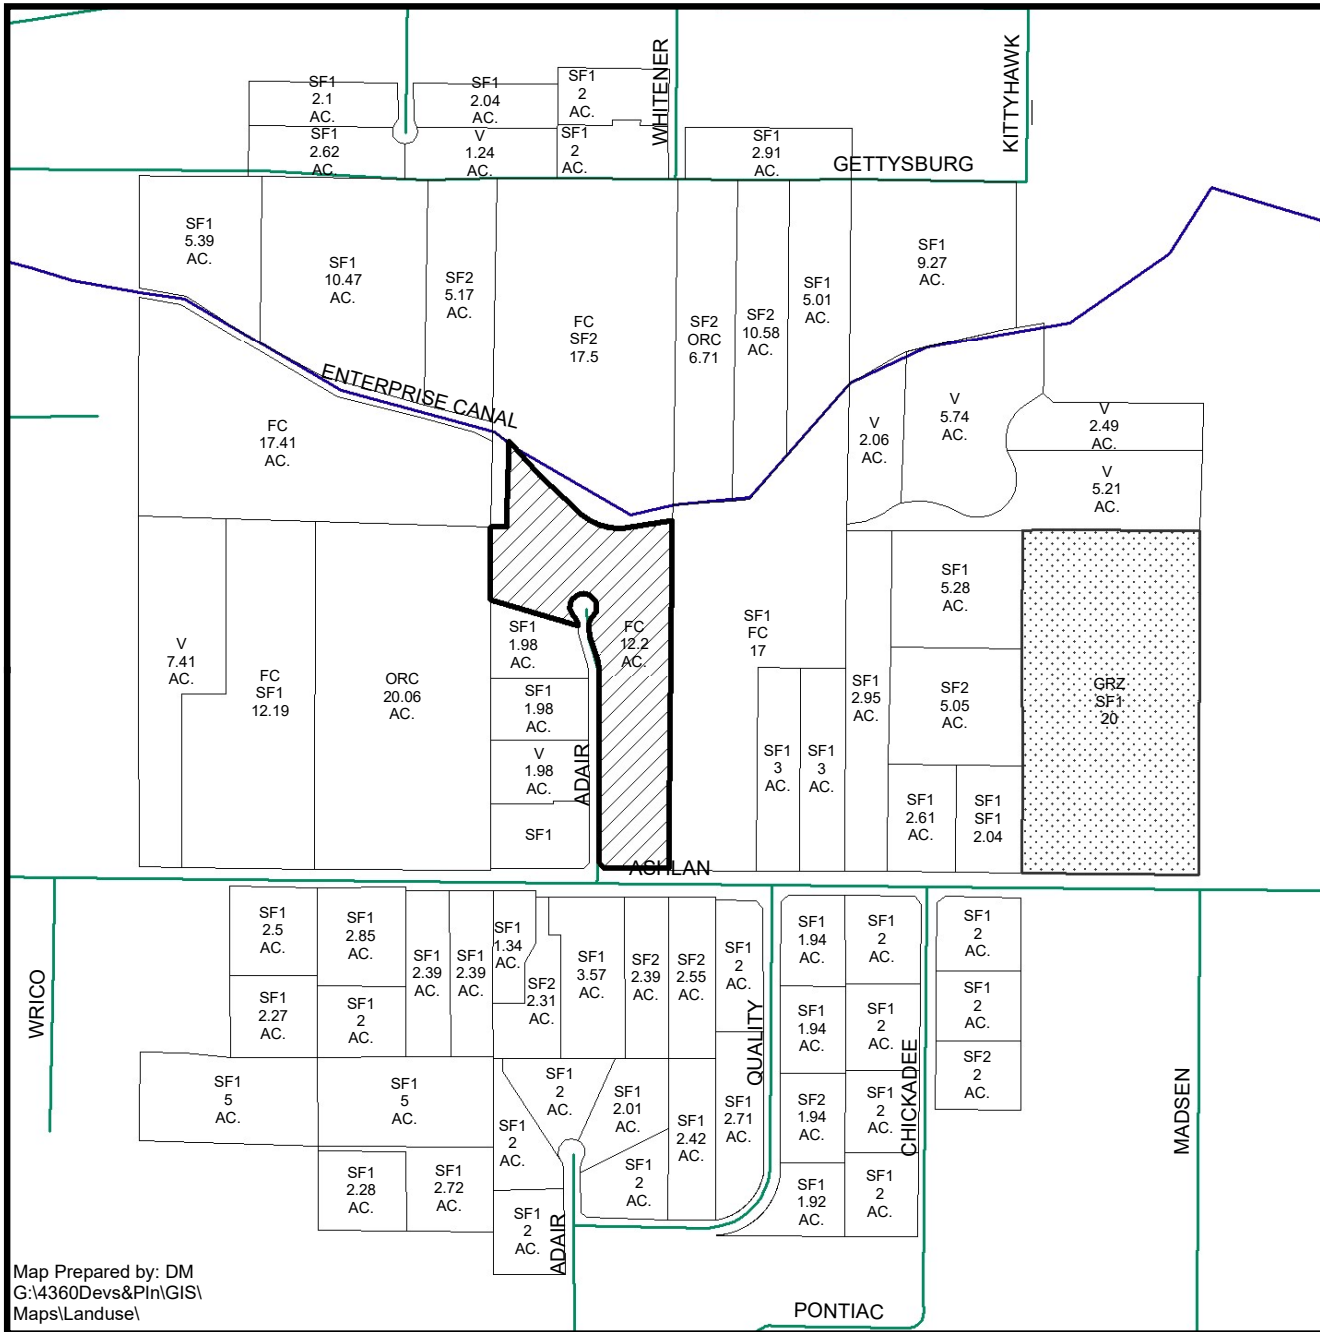 WHITENER
KITTYHAWK
SF1
2.1
AC.
SF1
2.04
AC.
SF1
2
AC.
SF1
2.62
AC.
V
1.24
AC.
SF1
2
AC.
SF1
2.91
AC.
GETTYSBURG
SF1
5.39
AC.
SF1
10.47
AC.
SF2
5.17
AC.
FC
SF2
17.5
SF2
ORC
6.71
SF2
10.58
AC.
SF1
5.01
AC.
SF1
9.27
AC.
ENTERPRISE CANAL
FC
17.41
AC.
V
2.06
AC.
V
5.74
AC.
V
2.49
AC.
V
5.21
AC.
V
7.41
AC.
FC
SF1
12.19
ORC
20.06
AC.
SF1
1.98
AC.
SF1
1.98
AC.
V
1.98
AC.
SF1
ADAIR
FC
12.2
AC.
SF1
FC
17
SF1
3
AC.
SF1
3
AC.
SF1
2.95
AC.
SF1
5.28
AC.
SF2
5.05
AC.
SF1
2.61
AC.
SF1
SF1
2.04
GRZ
SF1
20
ASHLAN
WRICO
SF1
2.5
AC.
SF1
2.85
AC.
SF1
2.39
AC.
SF1
2.39
AC.
SF1
1.34
AC.
SF2
2.31
AC.
SF1
3.57
AC.
SF2
2.39
AC.
SF2
2.55
AC.
SF1
2
AC.
SF1
1.94
AC.
SF1
2
AC.
SF1
2
AC.
SF1
2.27
AC.
SF1
2
AC.
QUALITY
SF1
1.94
AC.
SF1
2
AC.
CHICKADEE
SF1
2
AC.
SF2
2
AC.
MADSEN
SF1
5
AC.
SF1
5
AC.
SF1
2
AC.
SF1
2
AC.
SF1
2.01
AC.
SF1
2.42
AC.
SF1
2.71
AC.
SF2
1.94
AC.
SF1
2
AC.
SF1
2.28
AC.
SF1
2.72
AC.
SF1
2
AC.
SF1
2
AC.
SF1
1.92
AC.
SF1
2
AC.
ADAIR
Map Prepared by: DM
G:\4360Devs&Pln\GIS\
Maps\Landuse\
PONTIAC